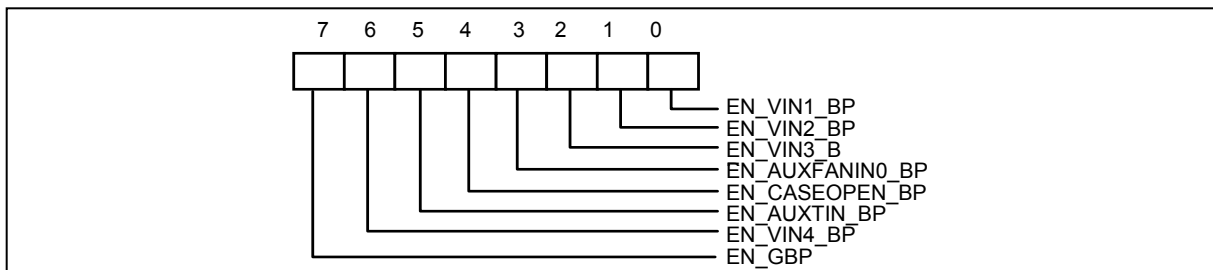 7 6 5 4 3 2 1 0
EN_VIN1_BP
EN_VIN2_BP
EN_VIN3_B
EN_AUXFANIN0_BP
EN_CASEOPEN_BP
EN_AUXTIN_BP
EN_VIN4_BP
EN_GBP